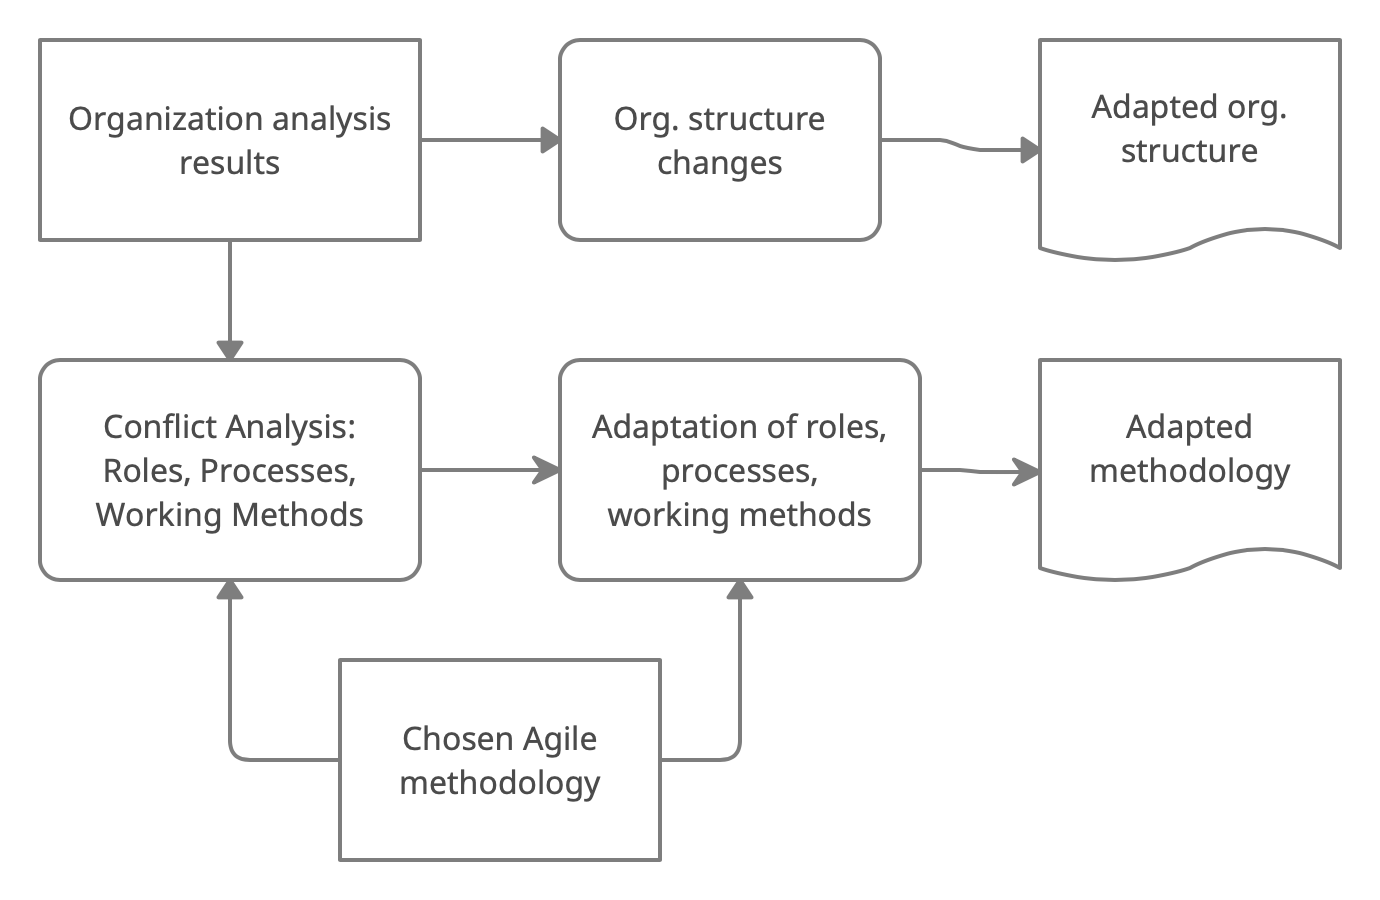 Organization analysis
results
Org. structure
changes
Adapted org.
structure
Conflict Analysis:
Roles, Processes,
Working Methods
Adaptation of roles,
processes,
working methods
Adapted
methodology
Chosen Agile
methodology